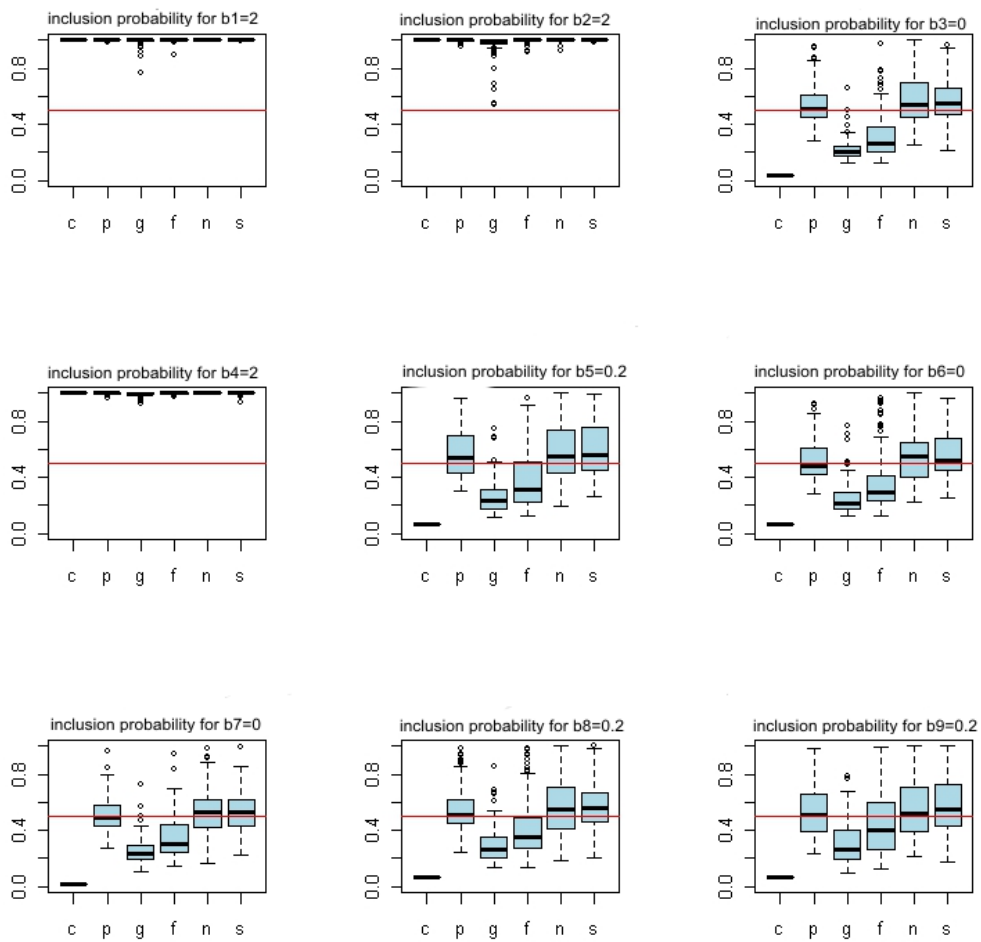 inclusion probability for b1=2
inclusion probability for b2=2
inclusion probability for b3=0
0.0 0.4 0.8
c p g f n s
0.0 0.4 0.8
c p g f n s
0.0 0.4 0.8
c p g f n s
inclusion probability for b4=2
inclusion probability for b5=0.2
inclusion probability for b6=0
0.0 0.4 0.8
c p g f n s
0.0 0.4 0.8
c p g f n s
0.0 0.4 0.8
c p g f n s
inclusion probability for b7=0
inclusion probability for b8=0.2
inclusion probability for b9=0.2
0.0 0.4 0.8
c p g f n s
0.0 0.4 0.8
c p g f n s
0.0 0.4 0.8
c p g f n s